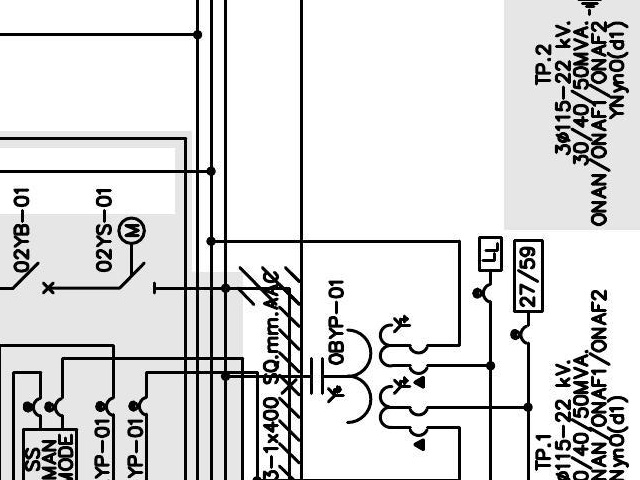 TP.2
3ø115-22 kV.
30/40/50MVA.
ONAN/ONAF1/ONAF2
YNyn0(d1)
02YB-01
02YS-01
M
LL
27/59
0BYP-01
3-1x400 SQ.mm.AAC
SS
MAN
MODE
YP-01
YP-01
TP.1
ø115-22 kV.
0/40/50MVA.
NAN/ONAF1/ONAF2
Nyn0(d1)